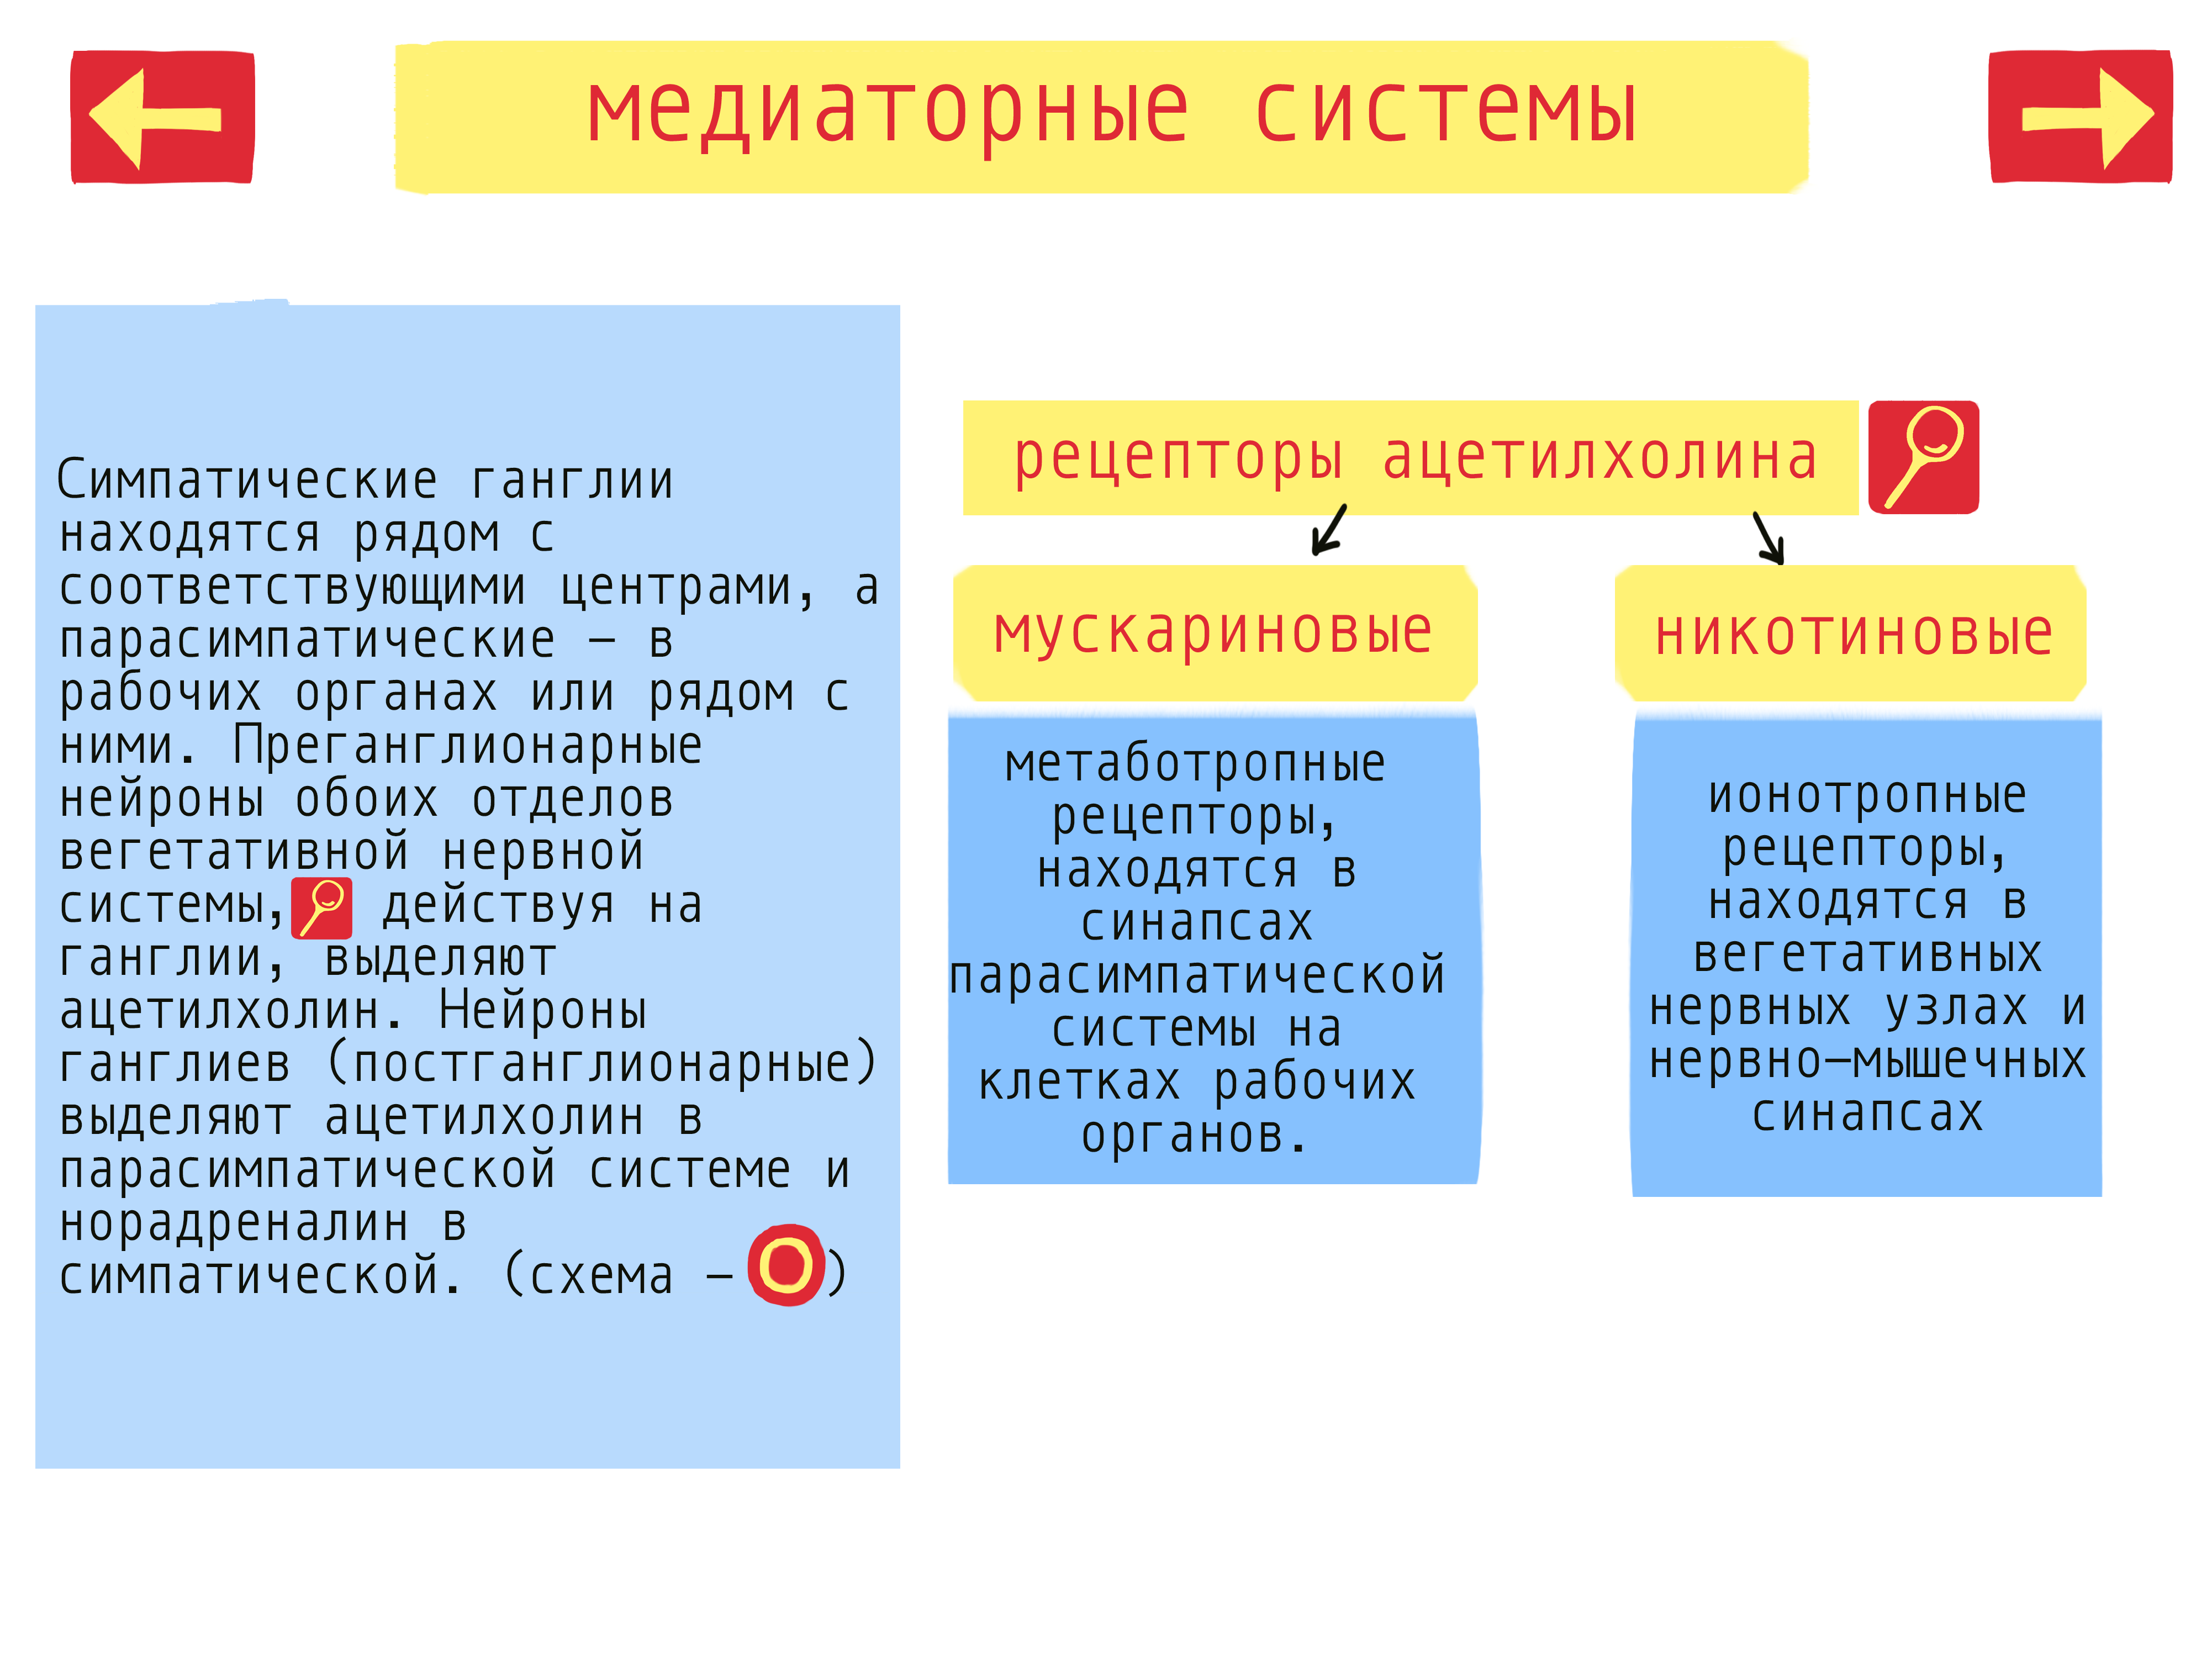 медиаторные системы
Симпатические ганглии
находятся рядом с
соответствующими центрами, а
парасимпатические – в
рабочих органах или рядом с
ними. Преганглионарные
нейроны обоих отделов
вегетативной нервной
системы, действуя на
ганглии, выделяют
ацетилхолин. Нейроны
ганглиев (постганглионарные)
выделяют ацетилхолин в
парасимпатической системе и
норадреналин в
симпатической. (схема – )
рецепторы ацетилхолина
мускариновые
метаботропные
рецепторы,
находятся в
синапсах
парасимпатической
системы на
клетках рабочих
органов.
никотиновые
ионотропные
рецепторы,
находятся в
вегетативных
нервных узлах и
нервно–мышечных
синапсах